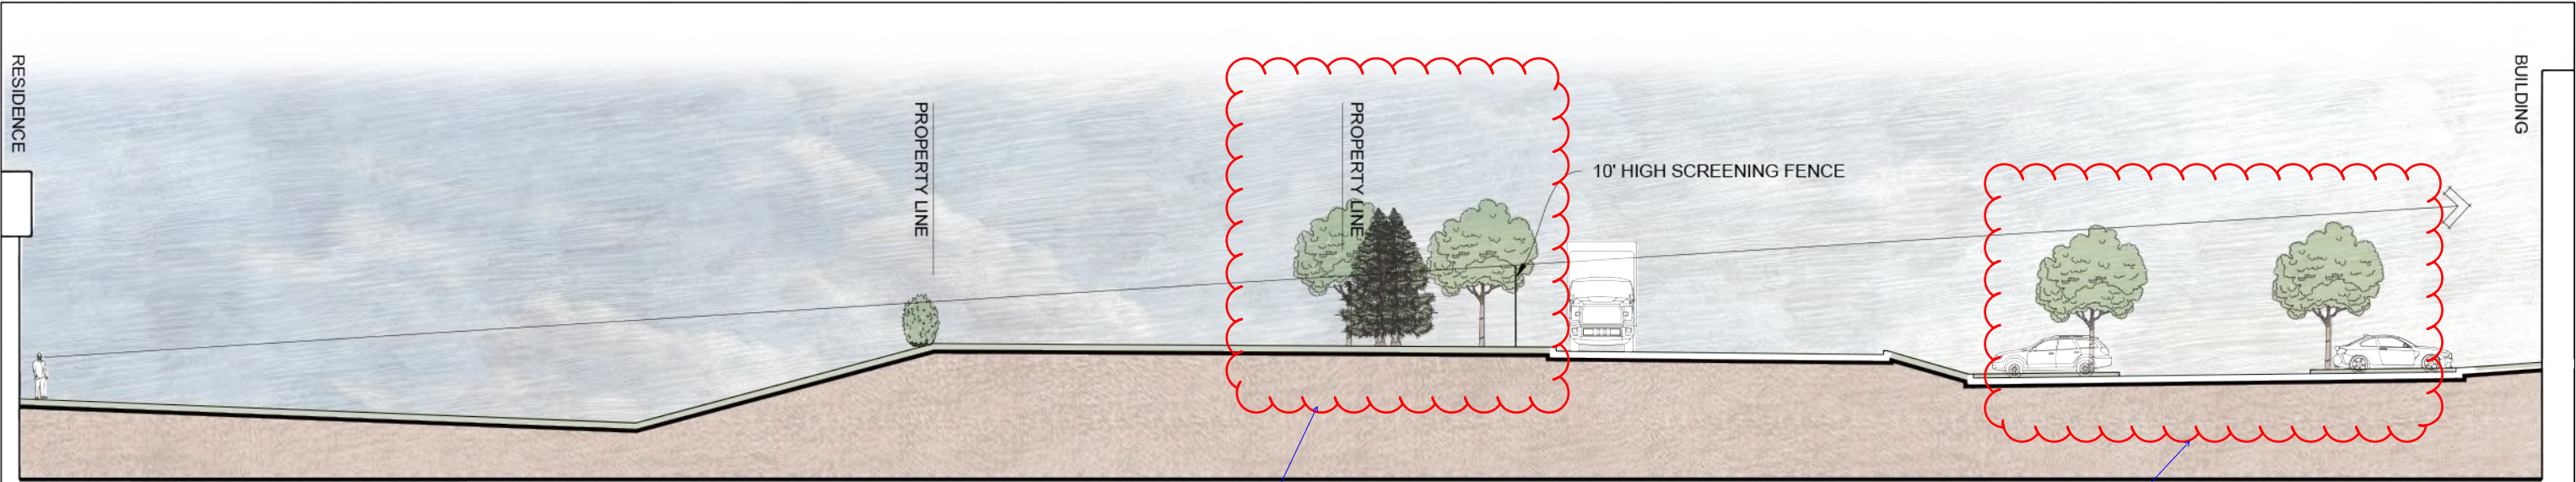 RESIDENCE
PROPERTY LINE
PROPERTY LINE
10' HIGH SCREENING FENCE
BUILDING